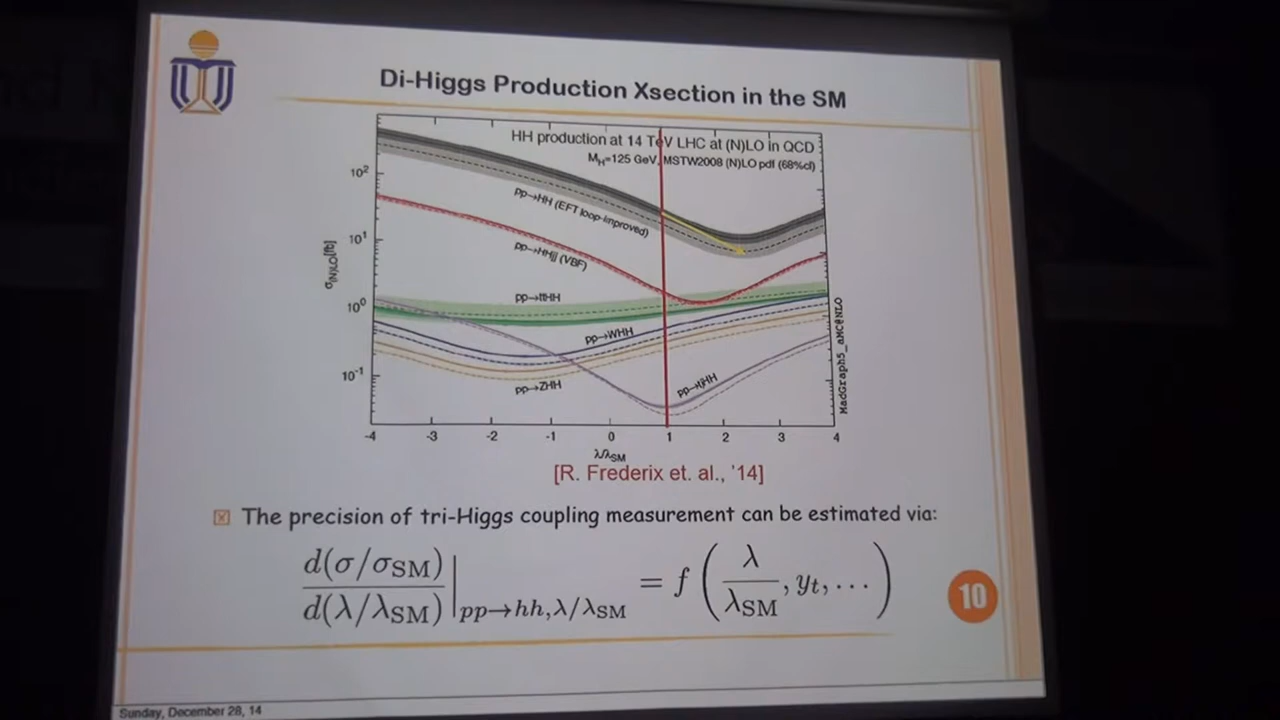 Di-Higgs Production Xsection in the SM
HH production at 14 TeV LHC at (N)LO in QCD
M_H=125 GeV, MSTW2008 (N)LO pdf (68%cl)
10²
10¹
10⁰
10⁻¹
σ_(N)LO[fb]
pp→HH (EFT loop-improved)
pp→HHjj (VBF)
pp→tt̄HH
pp→WHH
pp→ZHH
pp→tjHH
MadGraph5_aMC@NLO
-4 -3 -2 -1 0 1 2 3 4
λ/λ_SM
[R. Frederix et. al., '14]
The precision of tri-Higgs coupling measurement can be estimated via:
d(σ/σ_SM)/d(λ/λ_SM)|_pp→hh,λ/λ_SM = f(λ/λ_SM, y_t, ⋯)
10
Sunday, December 28, 14